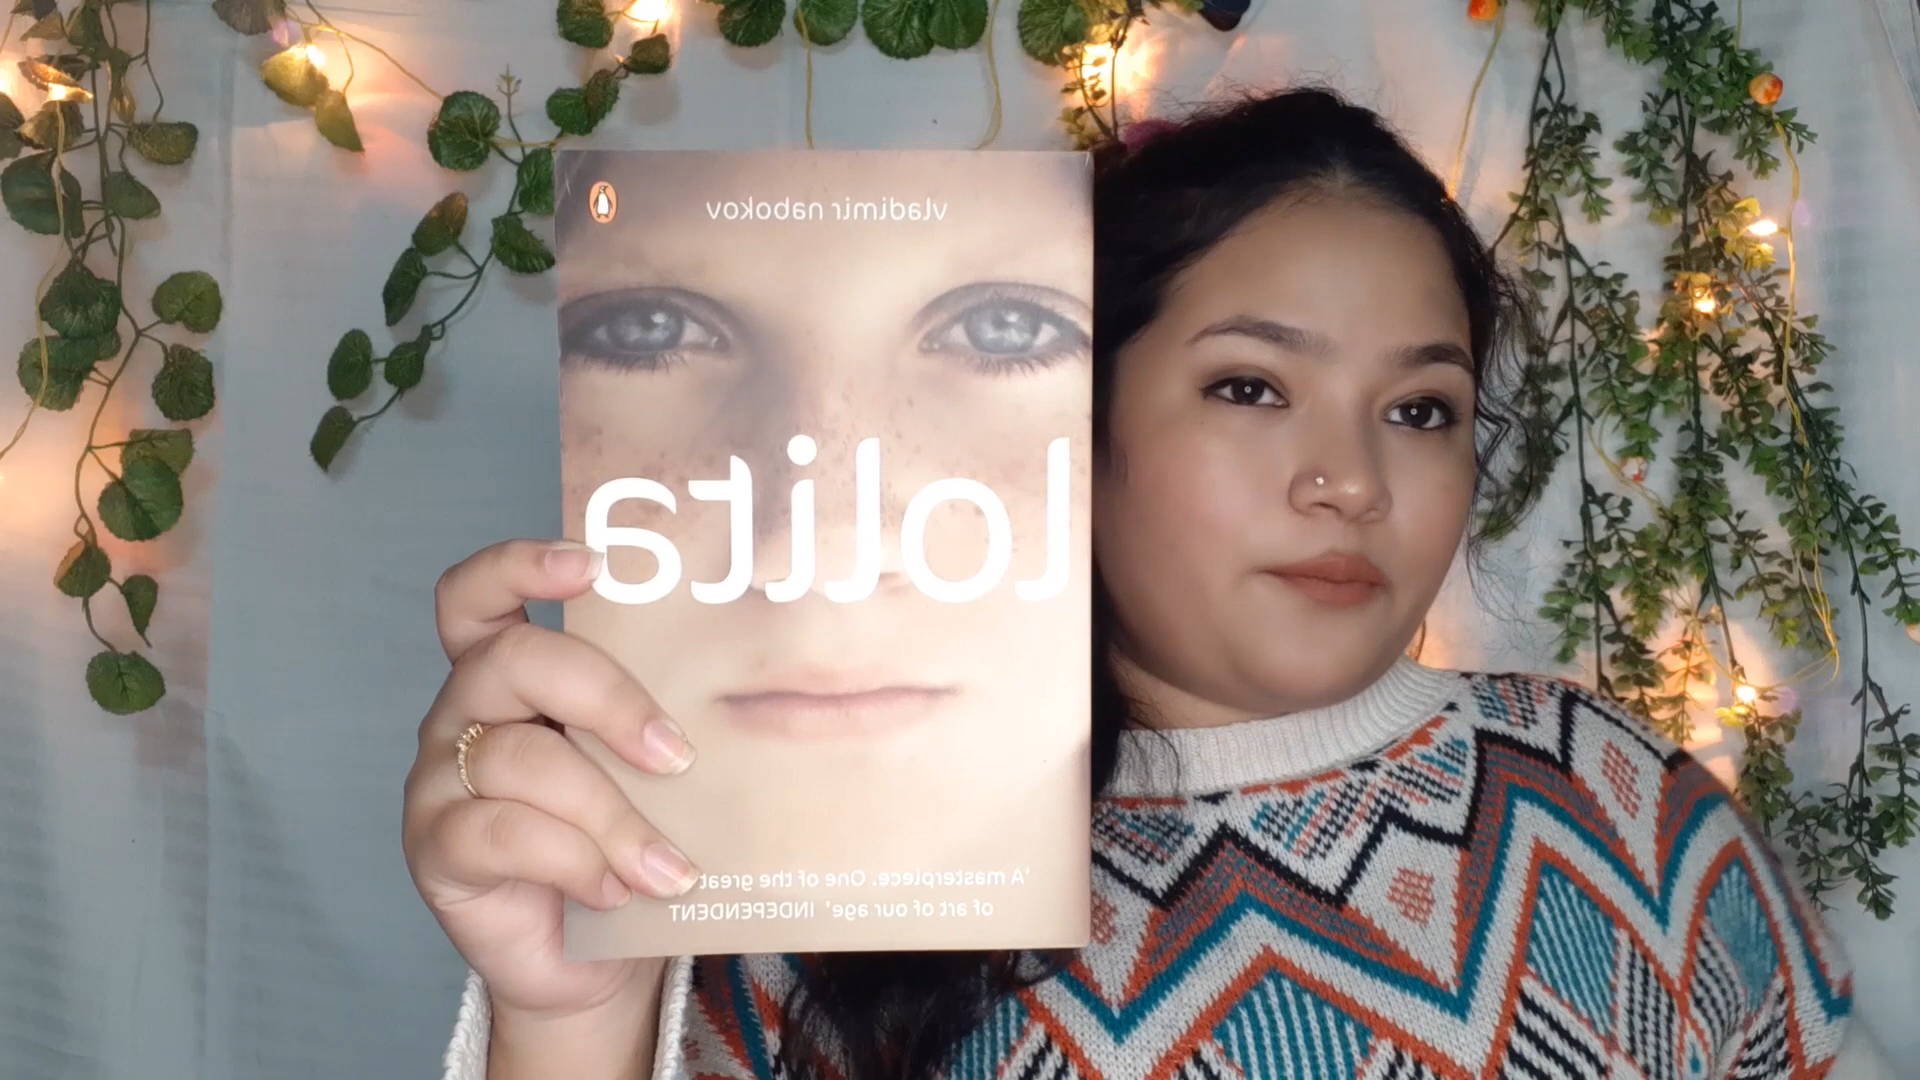 vladimir nabokov
lolita
'A masterpiece. One of the great
of art of our age' INDEPENDENT